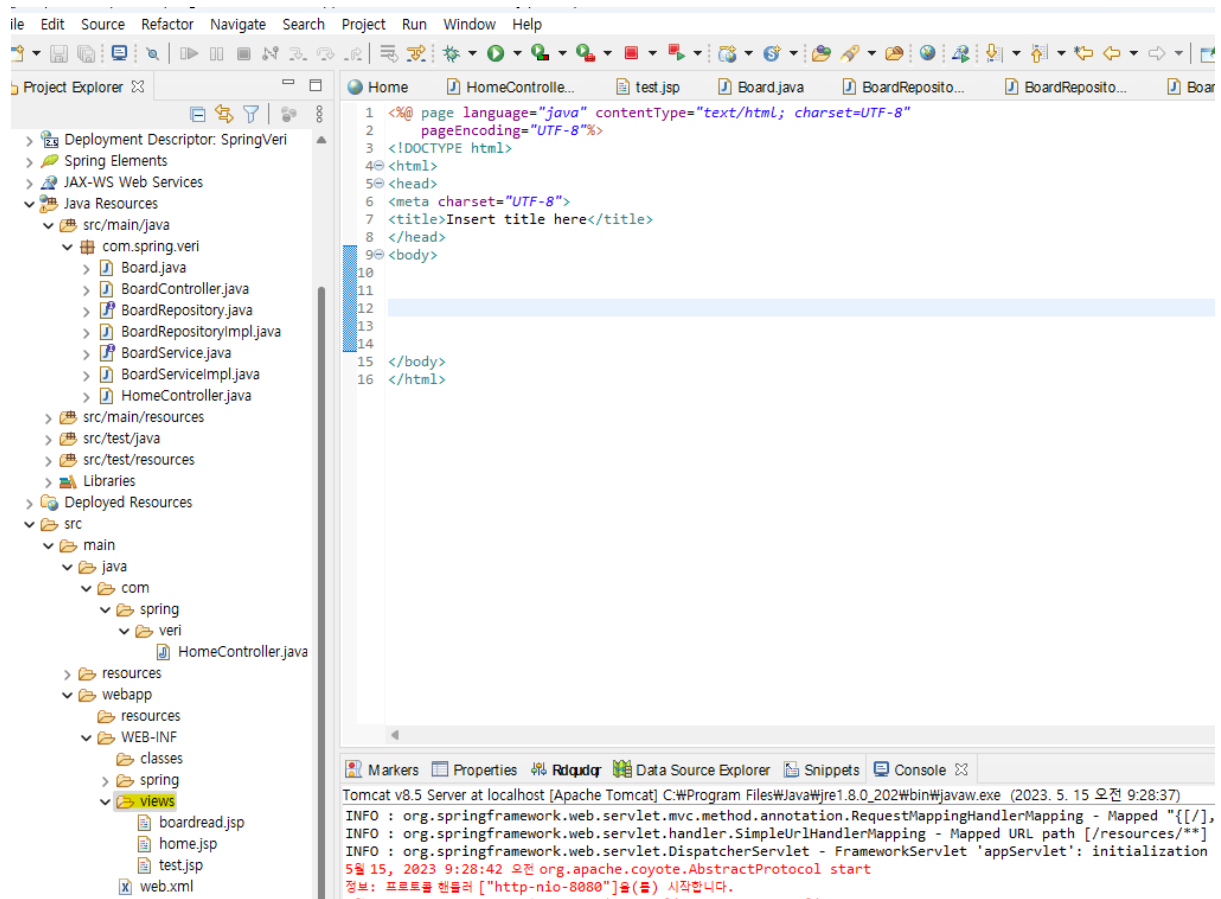 ile Edit Source Refactor Navigate Search Project Run Window Help
Project Explorer
Home HomeControlle... test.jsp Board.java BoardReposito... BoardReposito... Boar
Deployment Descriptor: SpringVeri
Spring Elements
JAX-WS Web Services
Java Resources
src/main/java
com.spring.veri
Board.java
BoardController.java
BoardRepository.java
BoardRepositoryImpl.java
BoardService.java
BoardServiceImpl.java
HomeController.java
src/main/resources
src/test/java
src/test/resources
Libraries
Deployed Resources
src
main
java
com
spring
veri
HomeController.java
resources
webapp
resources
WEB-INF
classes
spring
views
boardread.jsp
home.jsp
test.jsp
web.xml
1 <%@ page language="java" contentType="text/html; charset=UTF-8"
2 pageEncoding="UTF-8"%>
3 <!DOCTYPE html>
4 <html>
5 <head>
6 <meta charset="UTF-8">
7 <title>Insert title here</title>
8 </head>
9 <body>
10
11
12
13
14
15 </body>
16 </html>
Markers Properties Data Source Explorer Snippets Console
Tomcat v8.5 Server at localhost [Apache Tomcat] C:₩Program Files₩Java₩jre1.8.0_202₩bin₩javaw.exe (2023. 5. 15 오전 9:28:37)
INFO : org.springframework.web.servlet.mvc.method.annotation.RequestMappingHandlerMapping - Mapped "{[/],
INFO : org.springframework.web.servlet.handler.SimpleUrlHandlerMapping - Mapped URL path [/resources/**]
INFO : org.springframework.web.servlet.DispatcherServlet - FrameworkServlet 'appServlet': initialization
5월 15, 2023 9:28:42 오전 org.apache.coyote.AbstractProtocol start
정보: 프로토콜 핸들러 ["http-nio-8080"]을(를) 시작합니다.